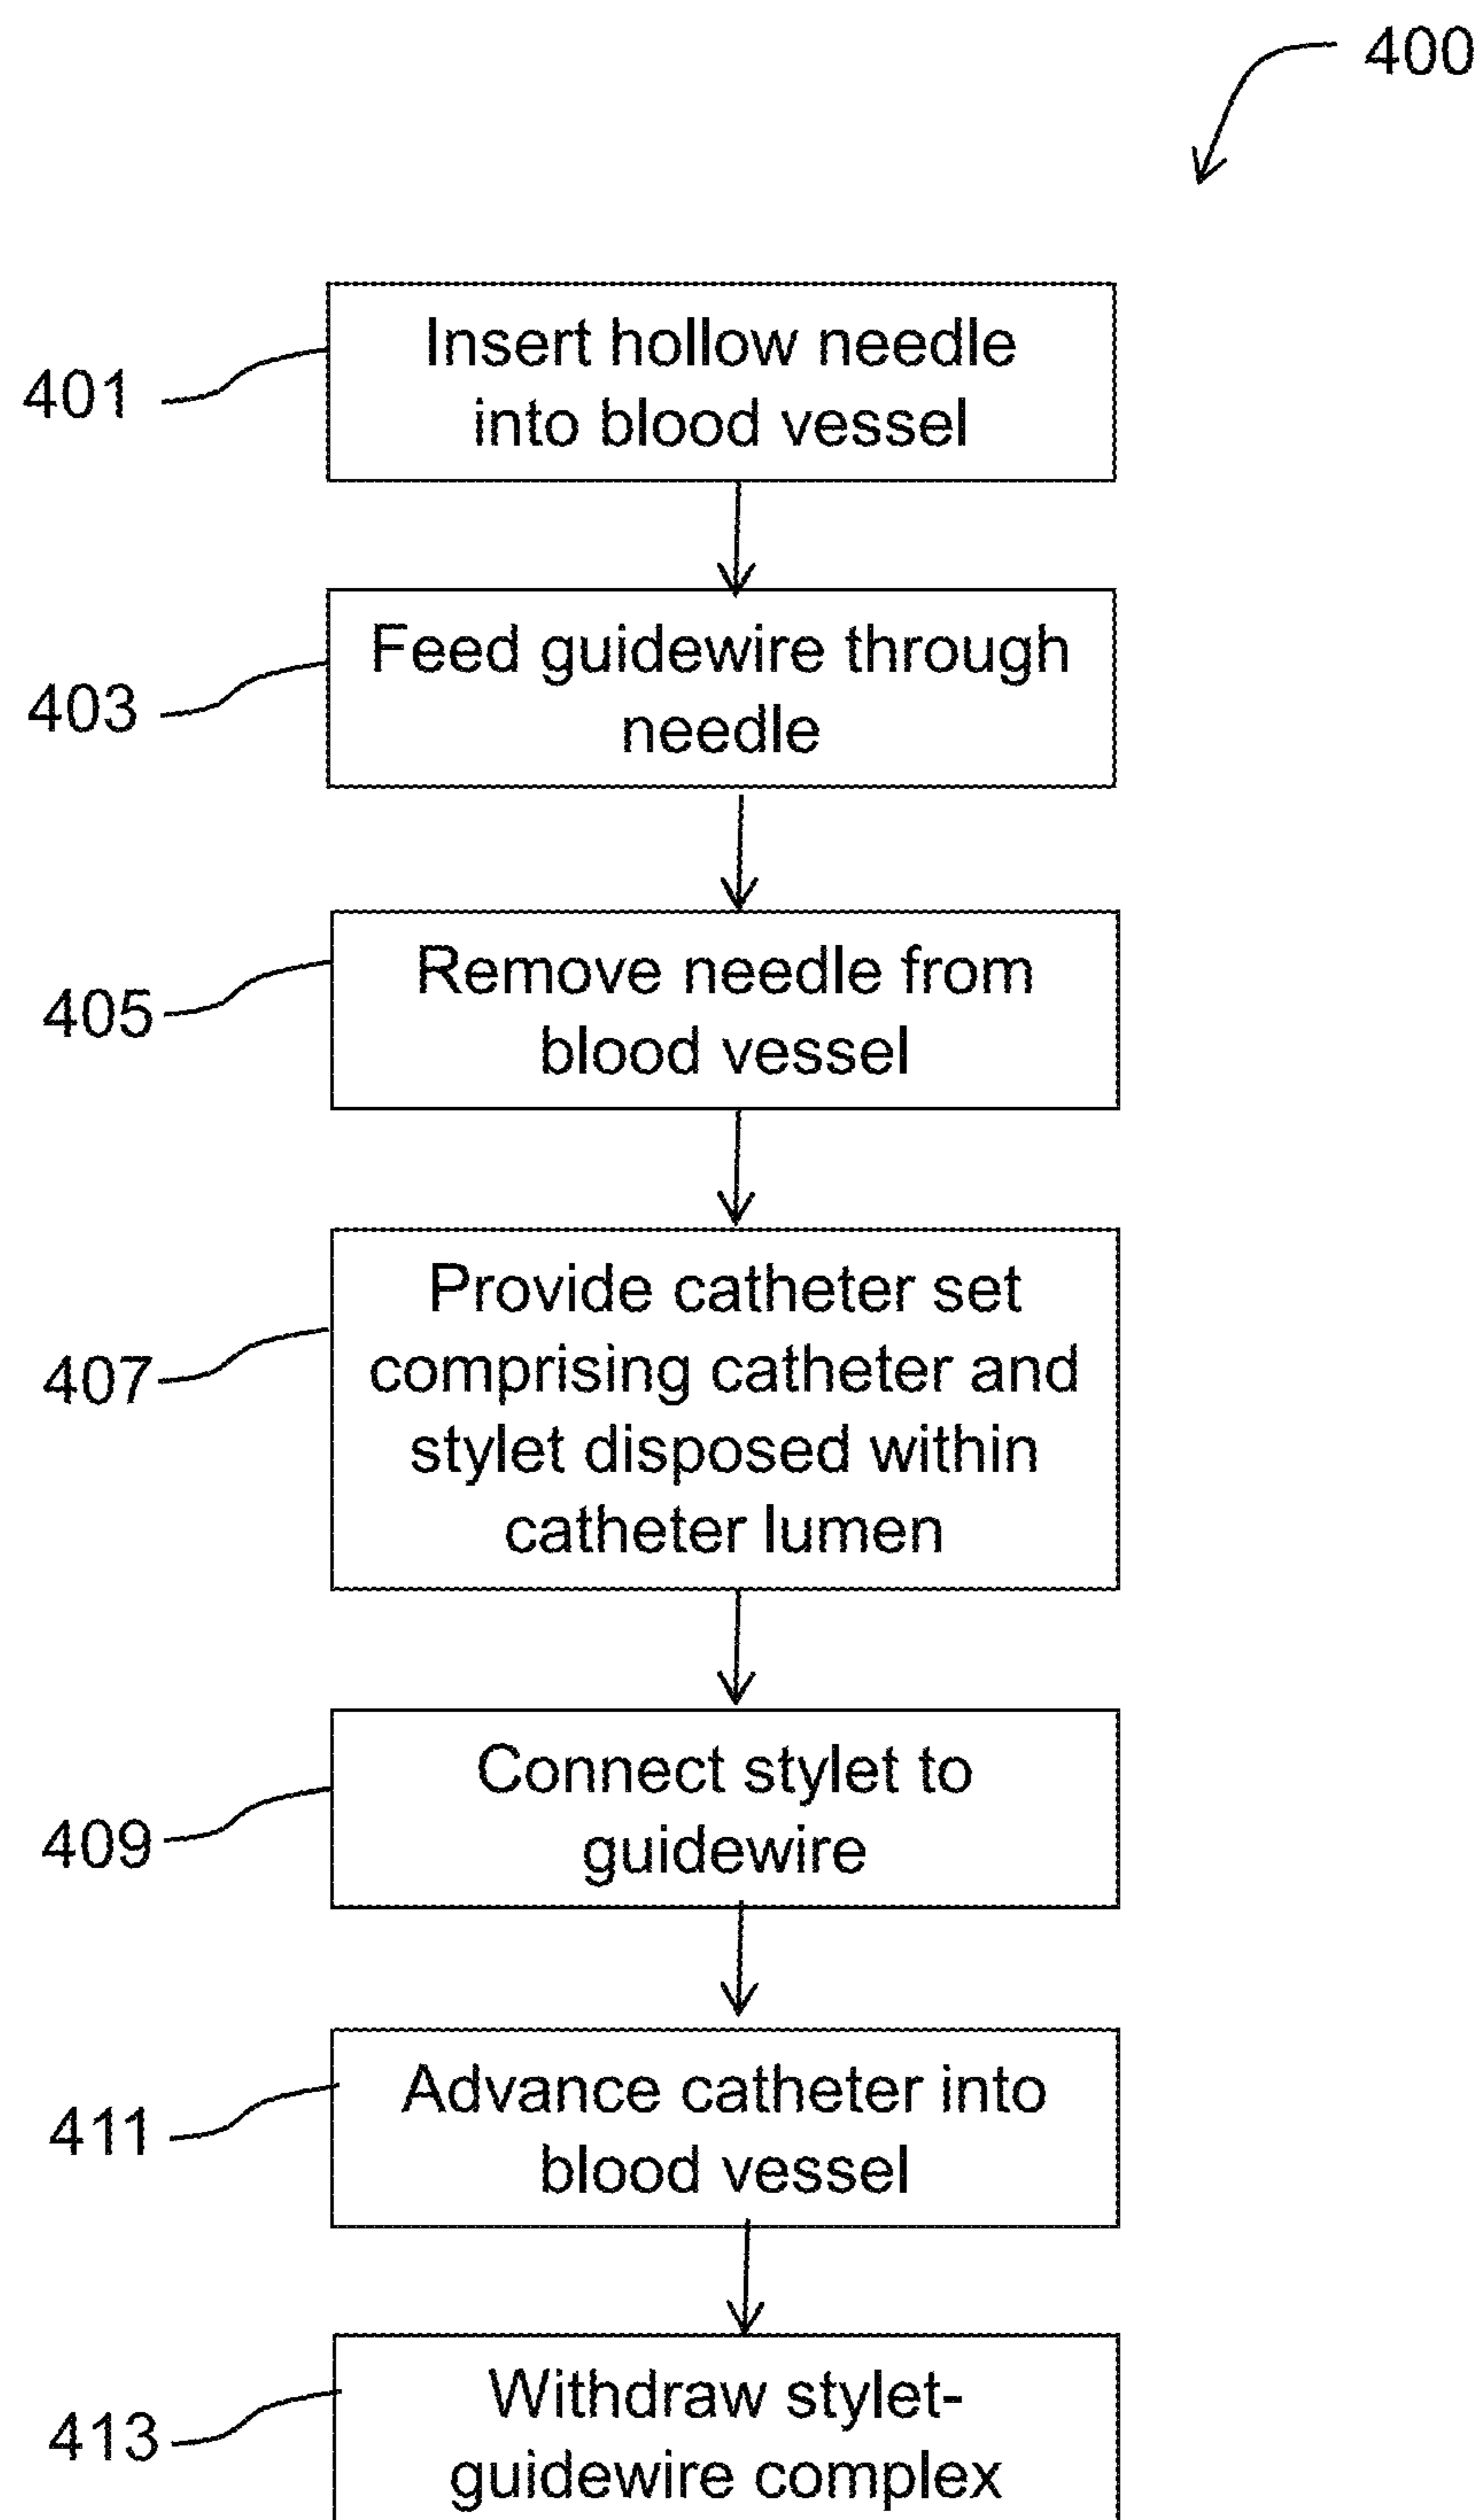 400
401
Insert hollow needle
into blood vessel
403
Feed guidewire through
needle
405
Remove needle from
blood vessel
407
Provide catheter set
comprising catheter and
stylet disposed within
catheter lumen
409
Connect stylet to
guidewire
411
Advance catheter into
blood vessel
413
Withdraw stylet-
guidewire complex